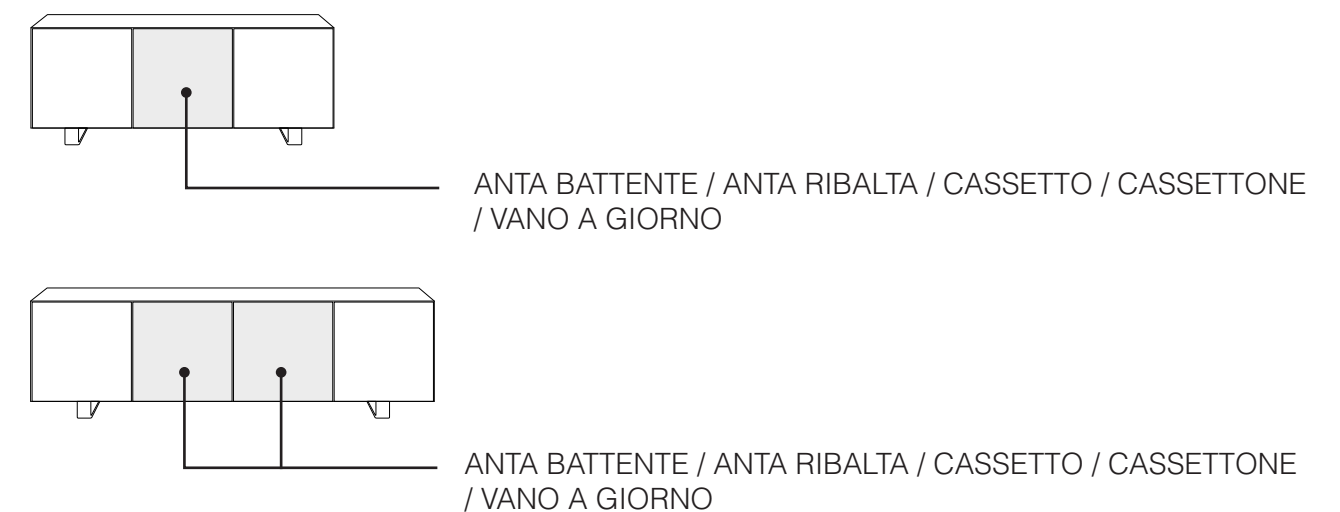 ANTA BATTENTE / ANTA RIBALTA / CASSETTO / CASSETTONE
/ VANO A GIORNO
ANTA BATTENTE / ANTA RIBALTA / CASSETTO / CASSETTONE
/ VANO A GIORNO